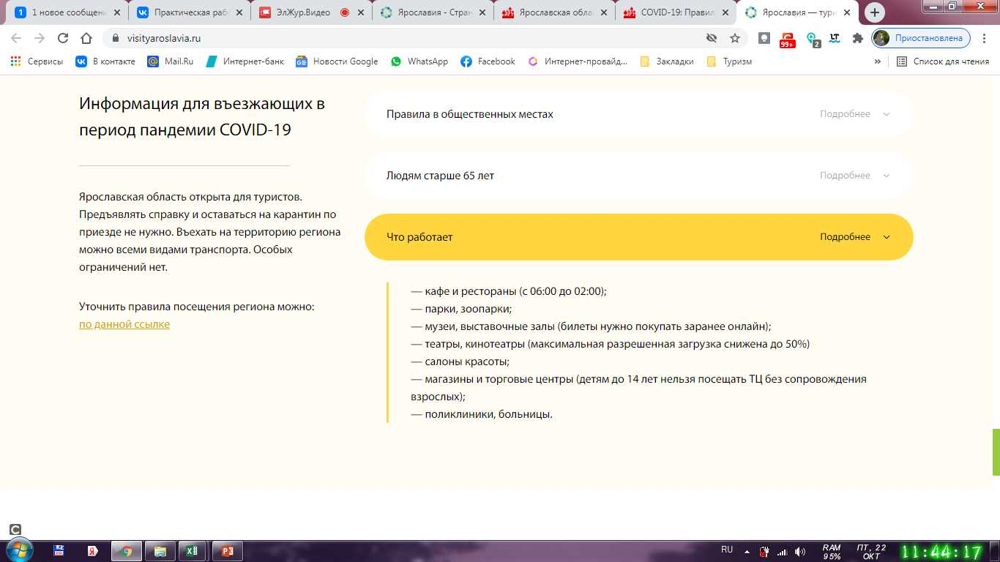 1 новое сообщени
Практическая раб
ЭлЖур.Видео
Ярославия - Стран
Ярославская обла
COVID-19: Правил
Ярославия — тури
visityaroslavia.ru
99+
2
Приостановлена
Сервисы
В контакте
Mail.Ru
Интернет-банк
Новости Google
WhatsApp
Facebook
Интернет-провайд...
Закладки
Туризм
»
Список для чтения
Информация для въезжающих в
период пандемии COVID-19
Ярославская область открыта для туристов.
Предъявлять справку и оставаться на карантин по
приезде не нужно. Въехать на территорию региона
можно всеми видами транспорта. Особых
ограничений нет.
Уточнить правила посещения региона можно:
по данной ссылке
Правила в общественных местах
Подробнее
Людям старше 65 лет
Подробнее
Что работает
Подробнее
— кафе и рестораны (с 06:00 до 02:00);
— парки, зоопарки;
— музеи, выставочные залы (билеты нужно покупать заранее онлайн);
— театры, кинотеатры (максимальная разрешенная загрузка снижена до 50%)
— салоны красоты;
— магазины и торговые центры (детям до 14 лет нельзя посещать ТЦ без сопровождения
взрослых);
— поликлиники, больницы.
RU
RAM
95%
ПТ, 22
ОКТ
11:44:17